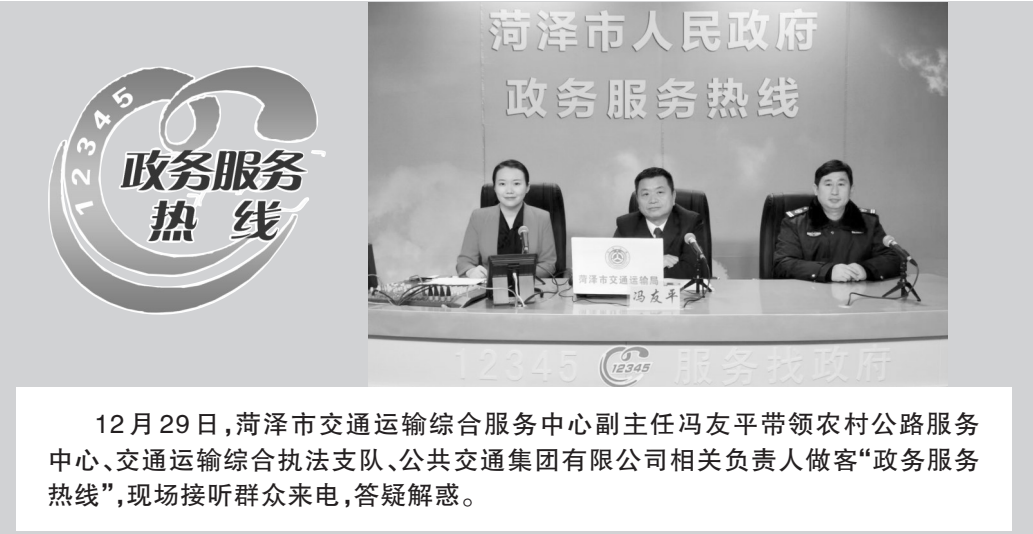 12345
政务服务
热线
菏泽市人民政府
政务服务热线
菏泽市交通运输局
冯友平
12345 12345 服务找政府
12月29日,菏泽市交通运输综合服务中心副主任冯友平带领农村公路服务
中心、交通运输综合执法支队、公共交通集团有限公司相关负责人做客“政务服务
热线”,现场接听群众来电,答疑解惑。